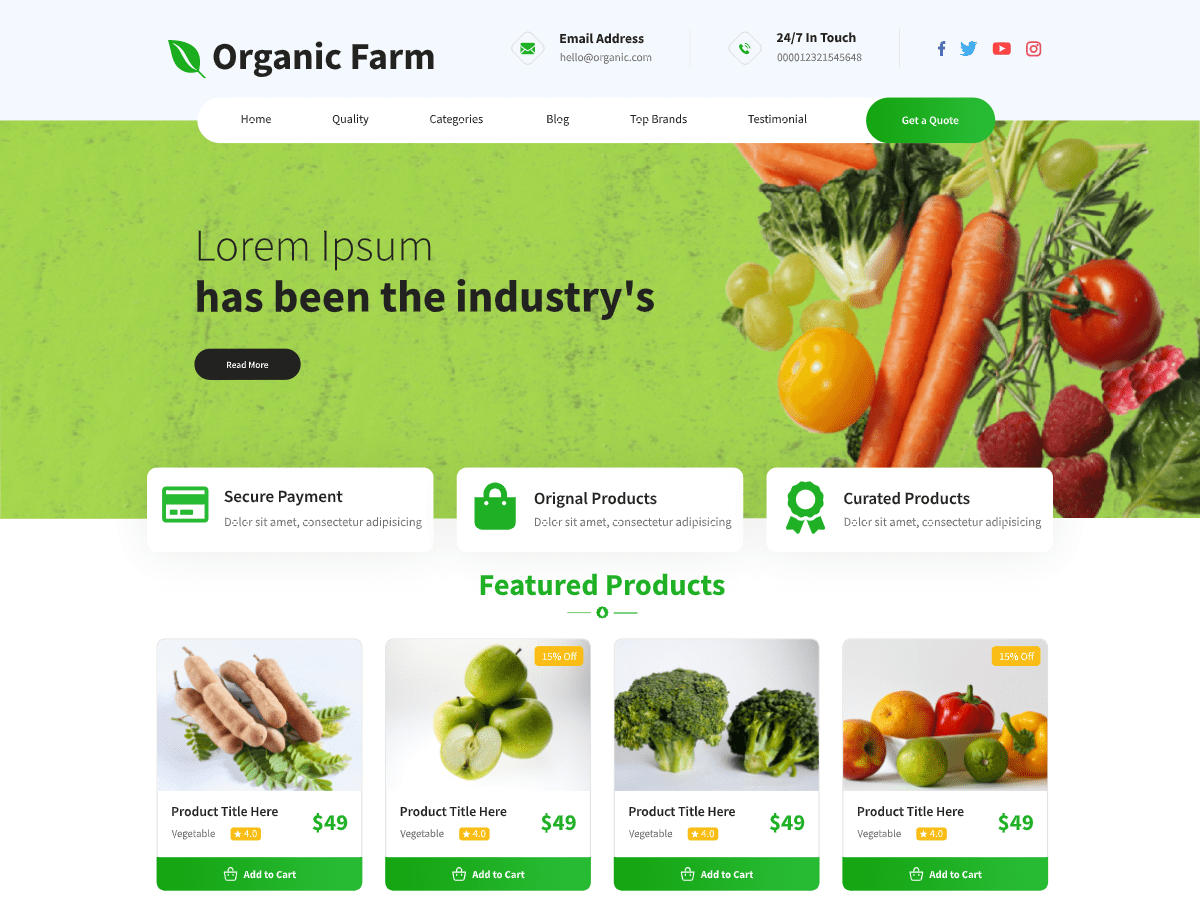 Organic Farm
Email Address
hello@organic.com
24/7 In Touch
000012321545648
Home
Quality
Categories
Blog
Top Brands
Testimonial
Get a Quote
Lorem Ipsum
has been the industry's
Read More
Secure Payment
Dolor sit amet, consectetur adipisicing
Orignal Products
Dolor sit amet, consectetur adipisicing
Curated Products
Dolor sit amet, consectetur adipisicing
Featured Products
Product Title Here
$49
Vegetable
★ 4.0
Add to Cart
15% Off
Product Title Here
$49
Vegetable
★ 4.0
Add to Cart
Product Title Here
$49
Vegetable
★ 4.0
Add to Cart
15% Off
Product Title Here
$49
Vegetable
★ 4.0
Add to Cart